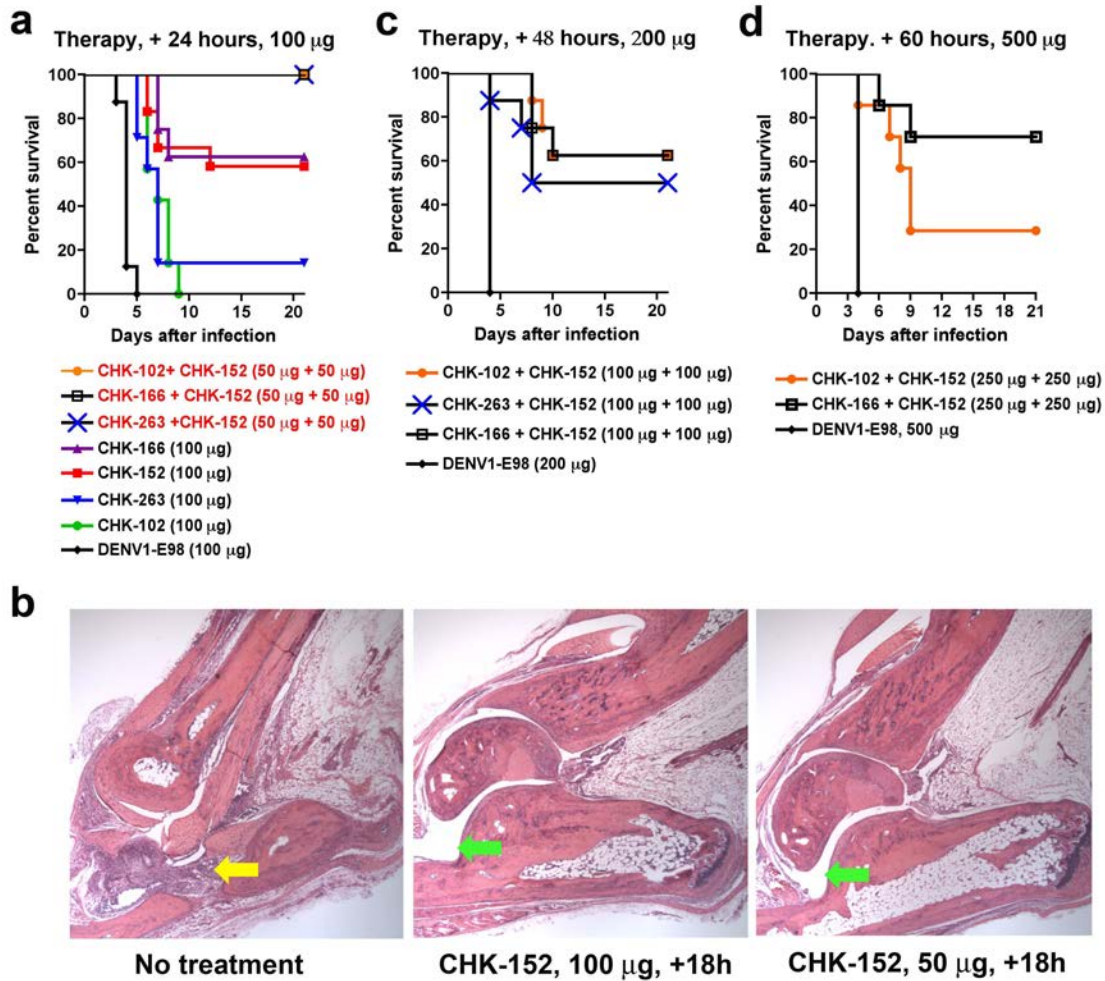 a
Therapy, + 24 hours, 100 μg
Percent survival
100
80
60
40
20
0
0 5 10 15 20
Days after infection
CHK-102+ CHK-152 (50 μg + 50 μg)
CHK-166 + CHK-152 (50 μg + 50 μg)
CHK-263 +CHK-152 (50 μg + 50 μg)
CHK-166 (100 μg)
CHK-152 (100 μg)
CHK-263 (100 μg)
CHK-102 (100 μg)
DENV1-E98 (100 μg)
c
Therapy, + 48 hours, 200 μg
Percent survival
100
80
60
40
20
0
0 5 10 15 20
Days after infection
CHK-102 + CHK-152 (100 μg + 100 μg)
CHK-263 + CHK-152 (100 μg + 100 μg)
CHK-166 + CHK-152 (100 μg + 100 μg)
DENV1-E98 (200 μg)
d
Therapy. + 60 hours, 500 μg
Percent survival
100
80
60
40
20
0
0 3 6 9 12 15 18 21
Days after infection
CHK-102 + CHK-152 (250 μg + 250 μg)
CHK-166 + CHK-152 (250 μg + 250 μg)
DENV1-E98, 500 μg
b
No treatment
CHK-152, 100 μg, +18h
CHK-152, 50 μg, +18h